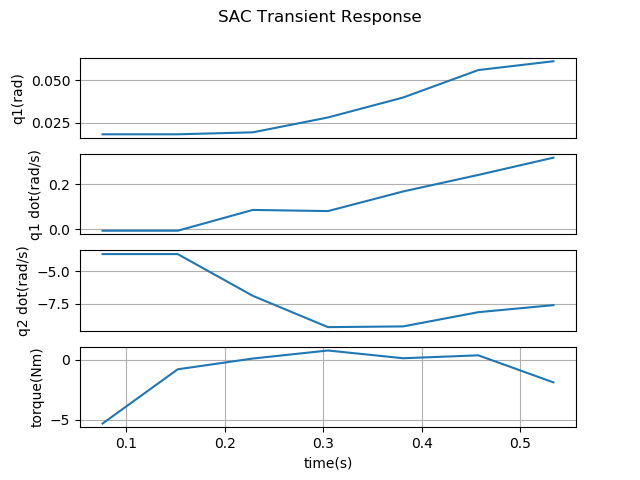 SAC Transient Response
q1(rad)
0.050
0.025
q1 dot(rad/s)
0.2
0.0
q2 dot(rad/s)
−5.0
−7.5
torque(Nm)
0
−5
0.1 0.2 0.3 0.4 0.5
time(s)